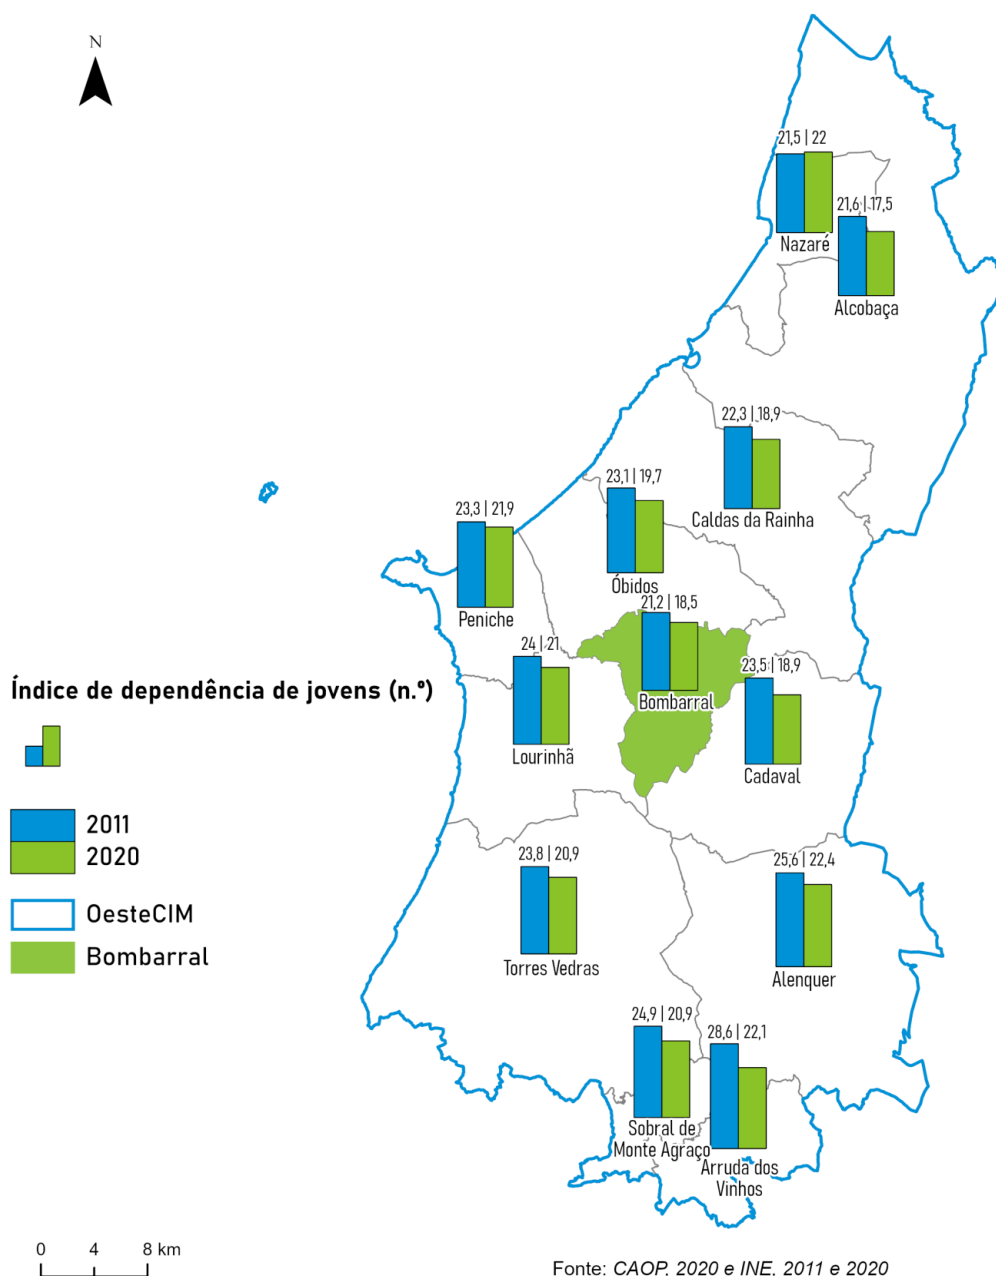 N
21,5 | 22
Nazaré
21,6 | 17,5
Alcobaça
22,3 | 18,9
Caldas da Rainha
23,1 | 19,7
Óbidos
23,3 | 21,9
Peniche
21,2 | 18,5
Bombarral
24 | 21
Lourinhã
23,5 | 18,9
Cadaval
Índice de dependência de jovens (n.º)
2011
2020
OesteCIM
Bombarral
23,8 | 20,9
Torres Vedras
25,6 | 22,4
Alenquer
24,9 | 20,9
Sobral de
Monte Agraço
28,6 | 22,1
Arruda dos
Vinhos
0 4 8 km
Fonte: CAOP, 2020 e INE, 2011 e 2020